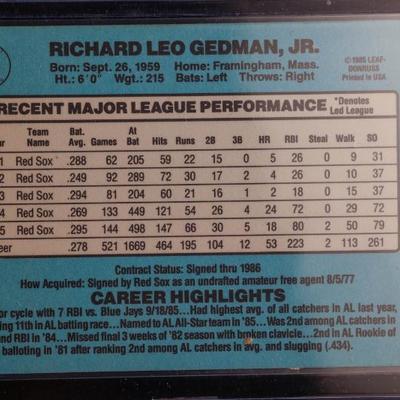 RICHARD LEO GEDMAN, JR.
© 1985 LEAF-
DONRUSS
Printed in USA
Born: Sept. 26, 1959 Home: Framingham, Mass.
Ht.: 6'0" Wgt.: 215 Bats: Left Throws: Right
RECENT MAJOR LEAGUE PERFORMANCE
*Denotes
Led League
Team Name Bat. Avg. Games At Bat Hits Runs 2B 3B HR RBI Steal Walk SO
1 Red Sox .288 62 205 59 22 15 0 5 26 0 9 31
2 Red Sox .249 92 289 72 30 17 2 4 26 0 10 37
3 Red Sox .294 81 204 60 21 16 1 2 18 0 15 37
4 Red Sox .269 133 449 121 54 26 4 24 72 0 29 72
5 Red Sox .295 144 498 147 66 30 5 18 80 2 50 79
eer .278 521 1669 464 195 104 12 53 223 2 113 261
Contract Status: Signed thru 1986
How Acquired: Signed by Red Sox as an undrafted amateur free agent 8/5/77
CAREER HIGHLIGHTS
or cycle with 7 RBI vs. Blue Jays 9/18/85... Had highest avg. of all catchers in AL last year,
ing 11th in AL batting race... Named to AL All-Star team in '85... Was 2nd among AL catchers in
nd RBI in '84... Missed final 3 weeks of '82 season with broken clavicle... 2nd in AL Rookie of
balloting in '81 after ranking 2nd among AL catchers in avg. and slugging (.434).